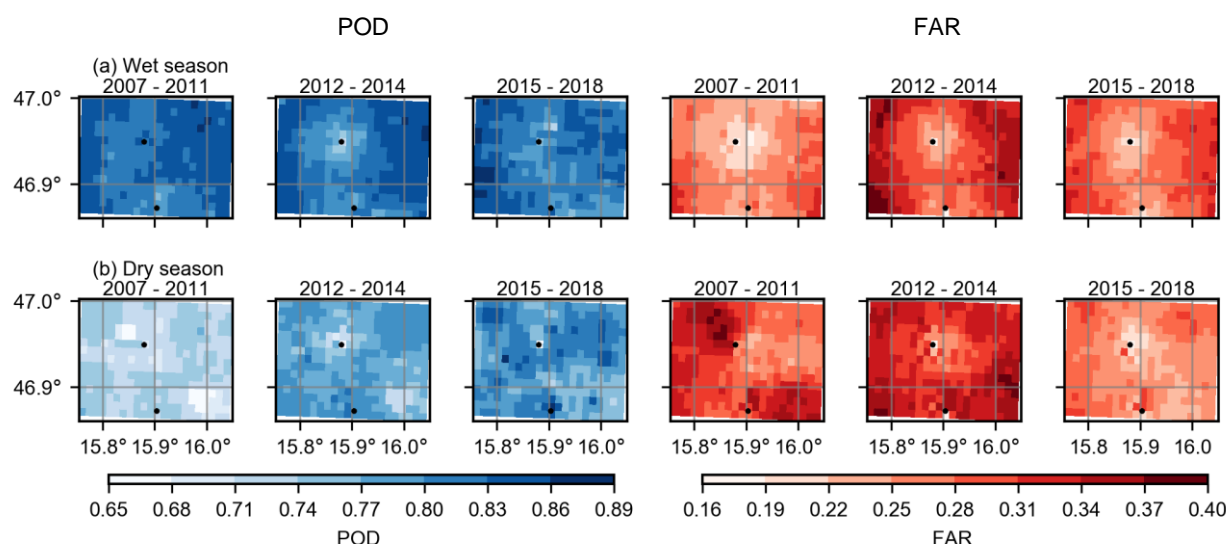 POD FAR
(a) Wet season
2007 - 2011 2012 - 2014 2015 - 2018 2007 - 2011 2012 - 2014 2015 - 2018
47.0°
46.9°
(b) Dry season
2007 - 2011 2012 - 2014 2015 - 2018 2007 - 2011 2012 - 2014 2015 - 2018
47.0°
46.9°
15.8° 15.9° 16.0° 15.8° 15.9° 16.0° 15.8° 15.9° 16.0° 15.8° 15.9° 16.0° 15.8° 15.9° 16.0° 15.8° 15.9° 16.0°
0.65 0.68 0.71 0.74 0.77 0.80 0.83 0.86 0.89 0.16 0.19 0.22 0.25 0.28 0.31 0.34 0.37 0.40
POD FAR